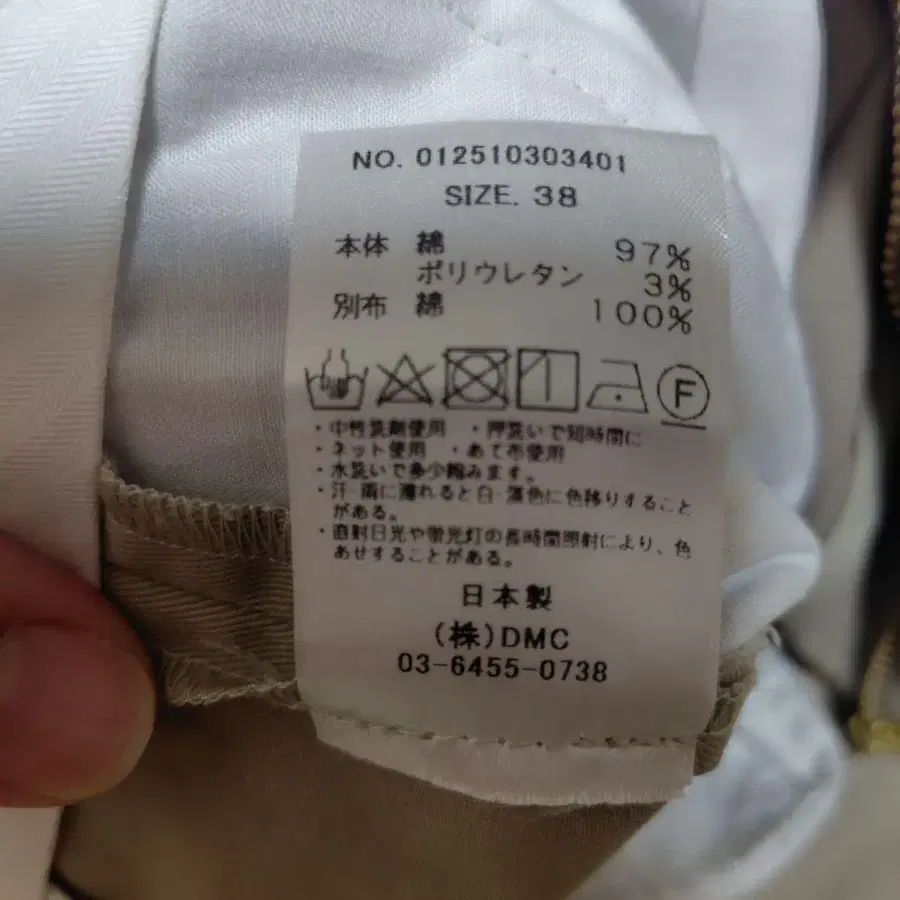 NO. 012510303401
SIZE. 38
本体 綿 97%
ポリウレタン 3%
別布 綿 100%
F
・中性洗剤使用 ・押洗いで短時間に
・ネット使用 ・あて布使用
・水洗いで多少縮みます。
・汗・雨に濡れると白・薄色に色移りすること
がある。
・直射日光や蛍光灯の長時間照射により、色
あせすることがある。
日本製
(株)DMC
03-6455-0738